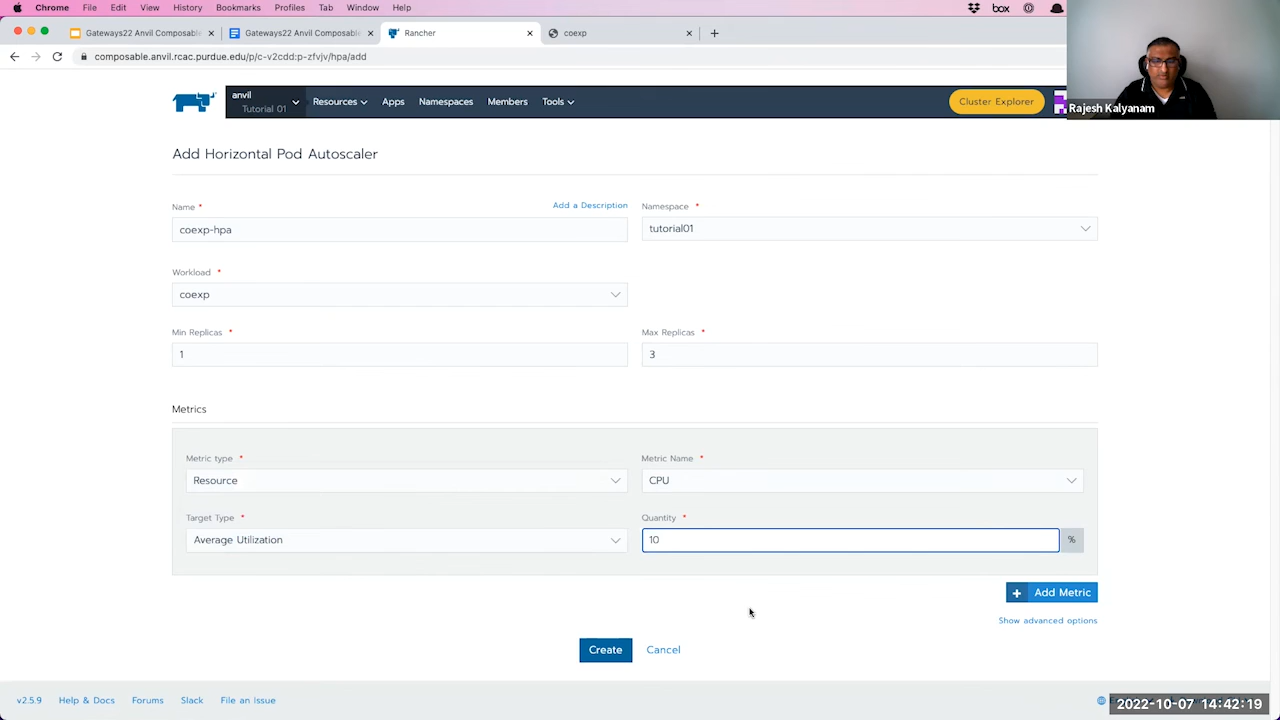 Chrome File Edit View History Bookmarks Profiles Tab Window Help box
Gateways22 Anvil Composable Gateways22 Anvil Composable Rancher coexp
composable.anvil.rcac.purdue.edu/p/c-v2cdd:p-zfvjv/hpa/add
anvil
Tutorial 01
Resources Apps Namespaces Members Tools Cluster Explorer
Rajesh Kalyanam
Add Horizontal Pod Autoscaler
Name * Add a Description Namespace *
coexp-hpa tutorial01
Workload *
coexp
Min Replicas * Max Replicas *
1 3
Metrics
Metric type * Metric Name *
Resource CPU
Target Type * Quantity *
Average Utilization 10 %
+ Add Metric
Show advanced options
Create Cancel
v2.5.9 Help & Docs Forums Slack File an issue
2022-10-07 14:42:19